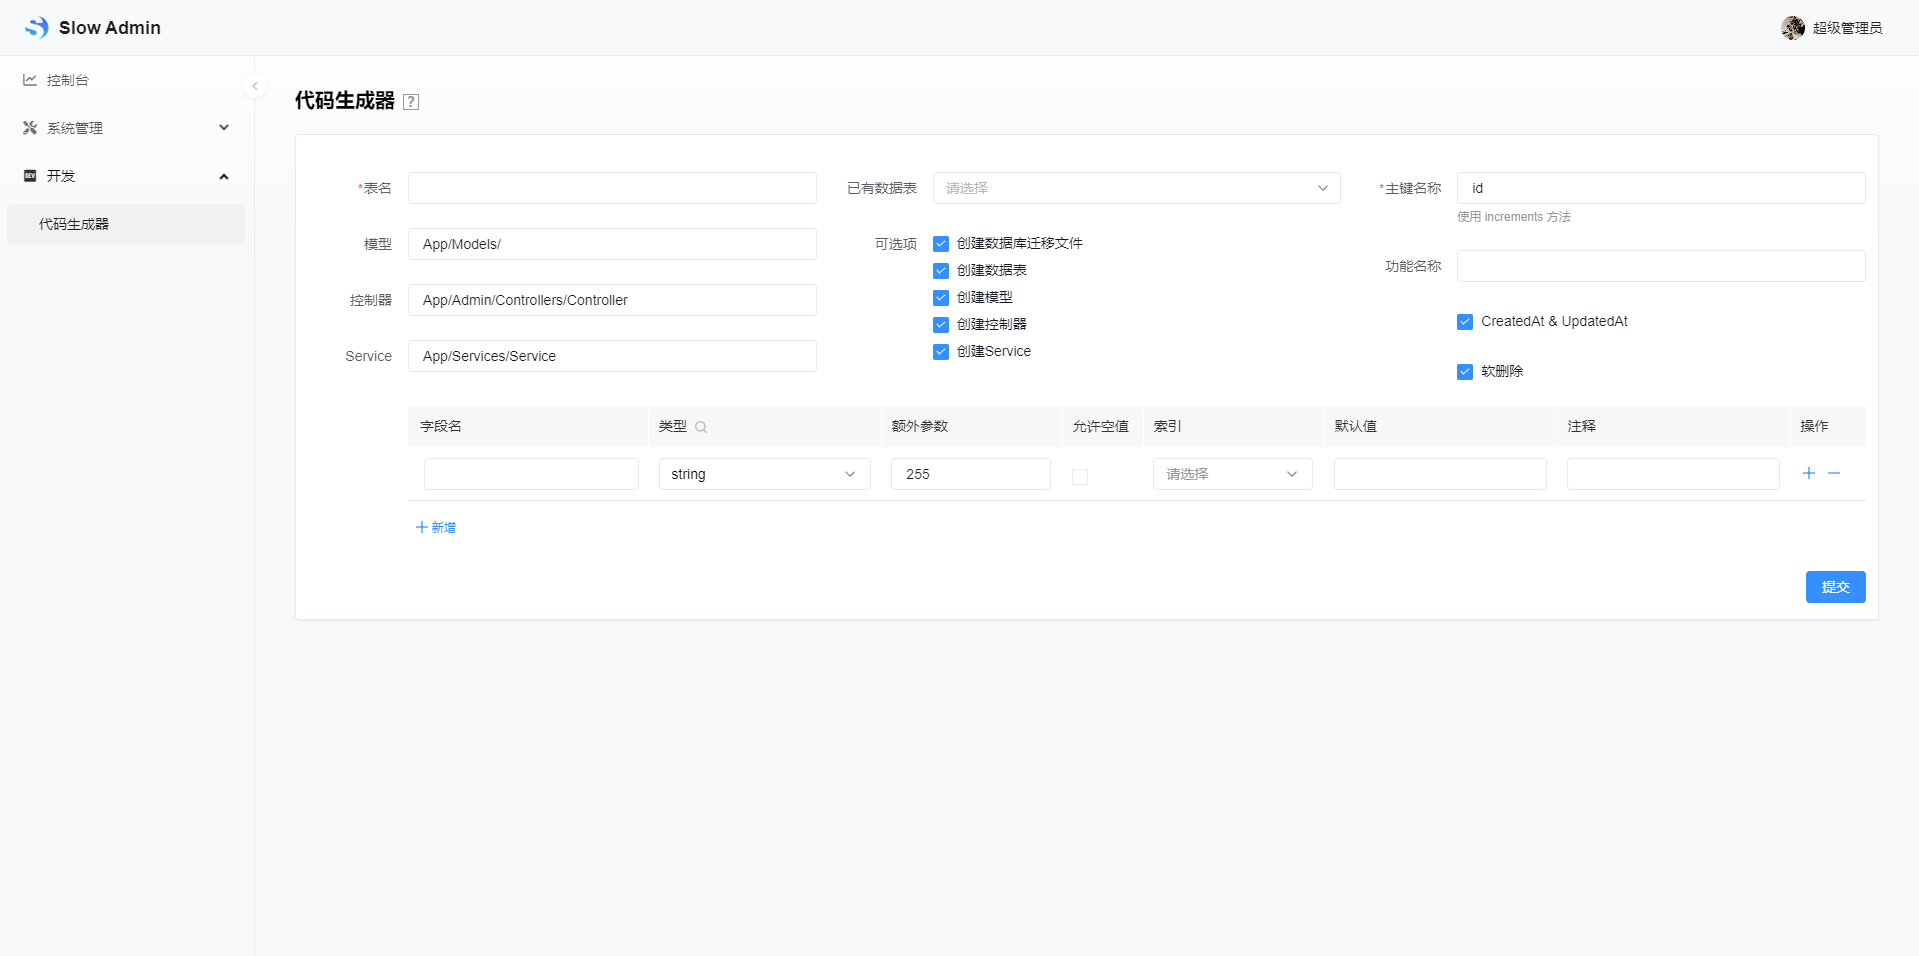 Slow Admin
超级管理员
控制台
系统管理
DEV 开发
代码生成器
代码生成器 ?
*表名
已有数据表 请选择
*主键名称 id
使用 increments 方法
模型 App/Models/
可选项
创建数据库迁移文件
创建数据表
创建模型
创建控制器
创建Service
功能名称
控制器 App/Admin/Controllers/Controller
CreatedAt & UpdatedAt
Service App/Services/Service
软删除
字段名 类型 额外参数 允许空值 索引 默认值 注释 操作
string 255 请选择
新增
提交